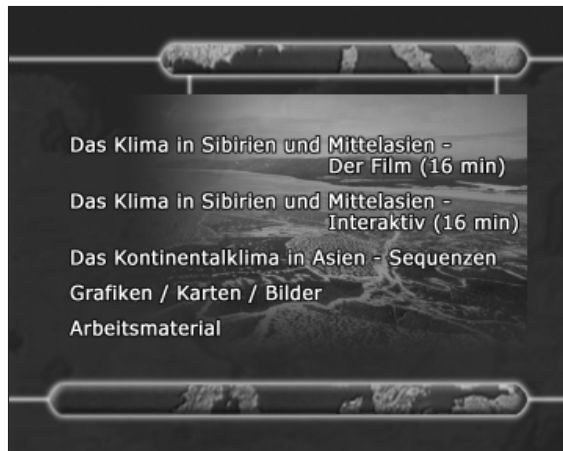 Das Klima in Sibirien und Mittelasien -
Der Film (16 min)
Das Klima in Sibirien und Mittelasien -
Interaktiv (16 min)
Das Kontinentalklima in Asien - Sequenzen
Grafiken / Karten / Bilder
Arbeitsmaterial